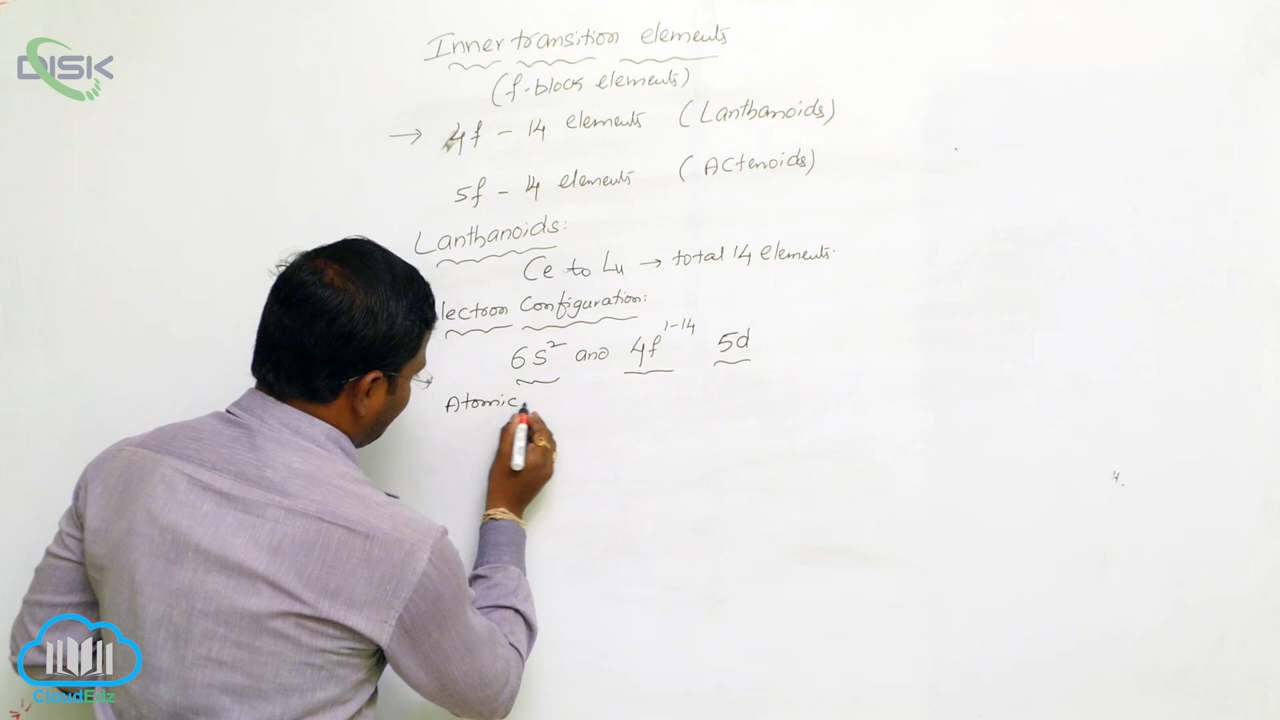 DISK
Inner transition elements
(f-block elements)
→ 4f - 14 elements (Lanthanoids)
5f - 4 elements (ACtenoids)
Lanthanoids:
Ce to Lu → total 14 elements.
lectron Configuration:
6s² and 4f¹⁻¹⁴ 5d
Atomic
CloudEdz